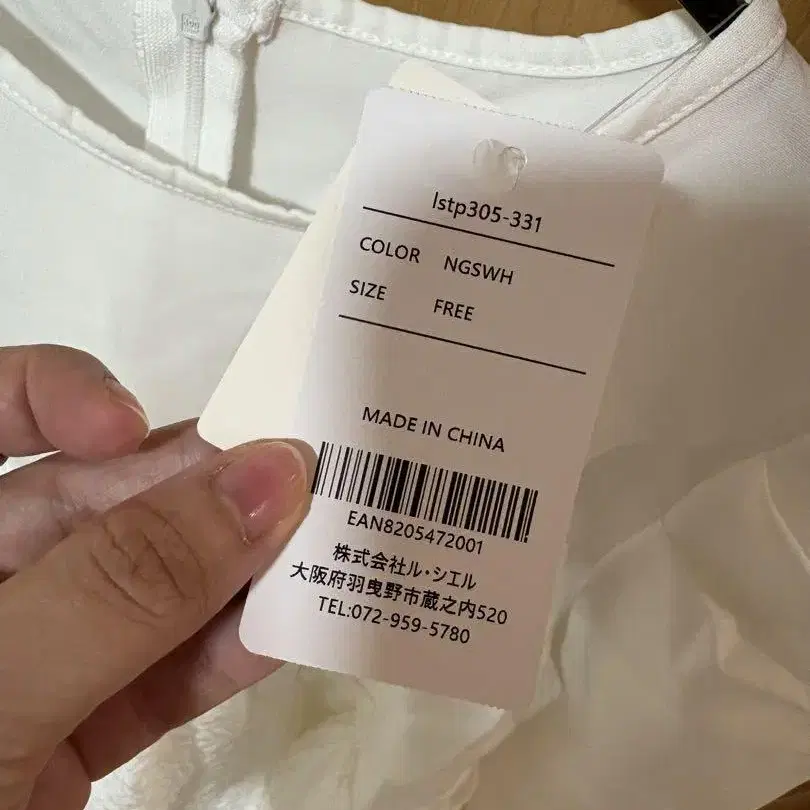 lstp305-331
COLOR NGSWH
SIZE FREE
MADE IN CHINA
EAN8205472001
株式会社ル・シエル
大阪府羽曳野市蔵之内520
TEL:072-959-5780